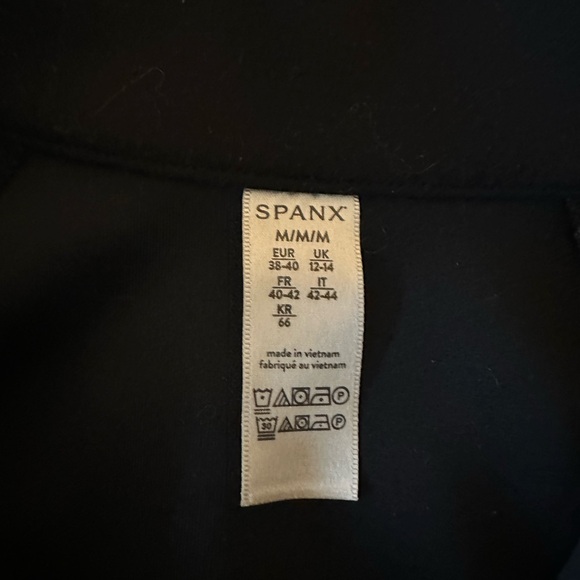 SPANX
M/M/M
EUR UK
38-40 12-14
FR IT
40-42 42-44
KR
66
made in vietnam
fabriqué au vietnam
P
30 P